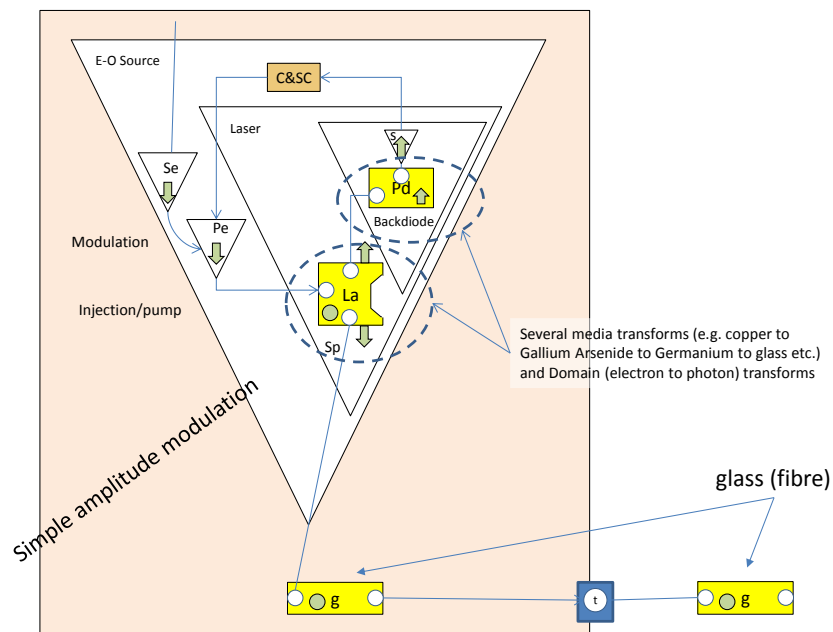 E-O Source
C&SC
Laser
s
Se
Pd
Backdiode
Pe
Modulation
La
Injection/pump
Sp
Several media transforms (e.g. copper to
Gallium Arsenide to Germanium to glass etc.)
and Domain (electron to photon) transforms
Simple amplitude modulation
glass (fibre)
g
t
g